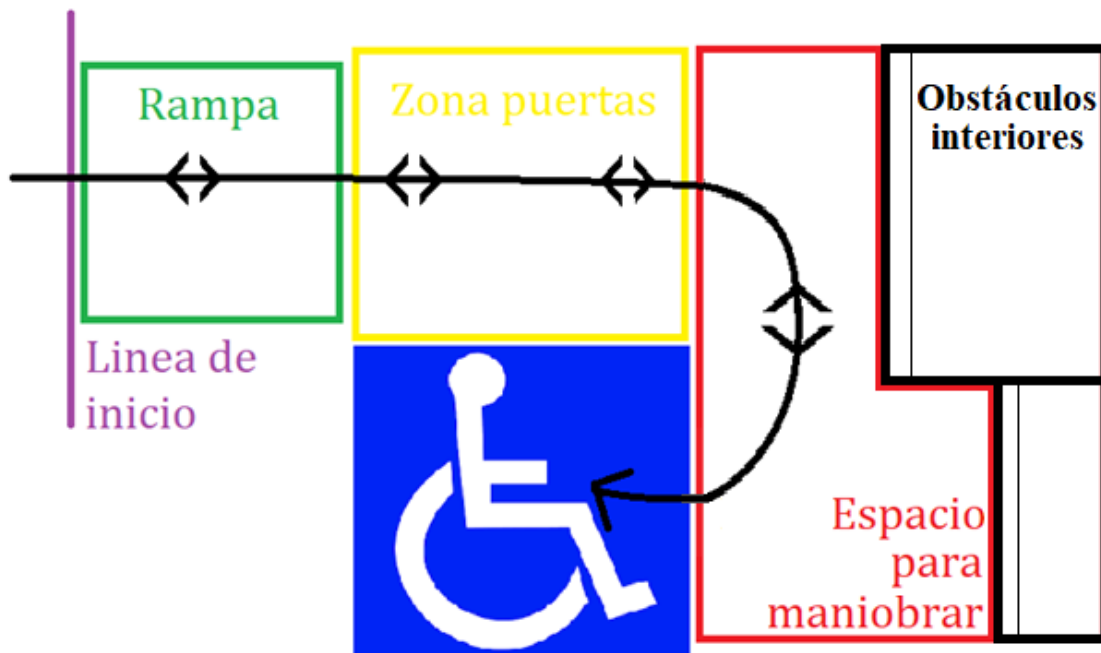 Rampa
Zona puertas
Obstáculos
interiores
Linea de
inicio
Espacio
para
maniobrar